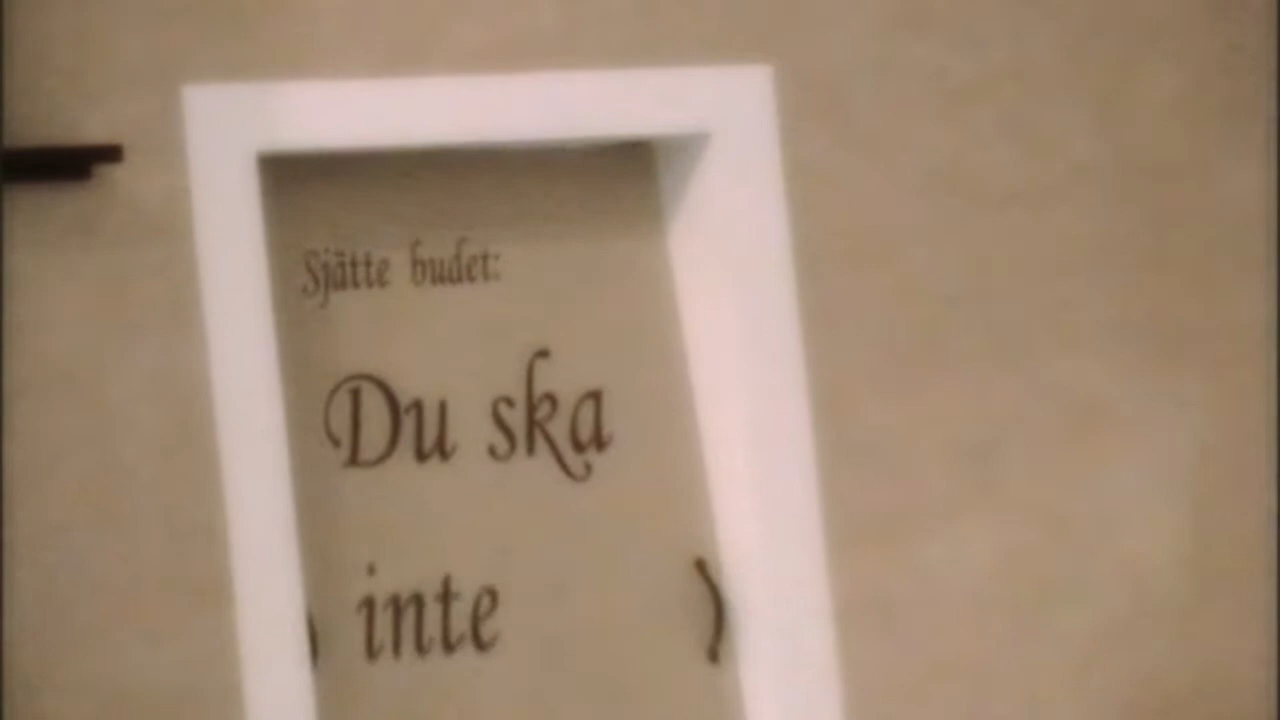 Sjätte budet:
Du ska
) inte )